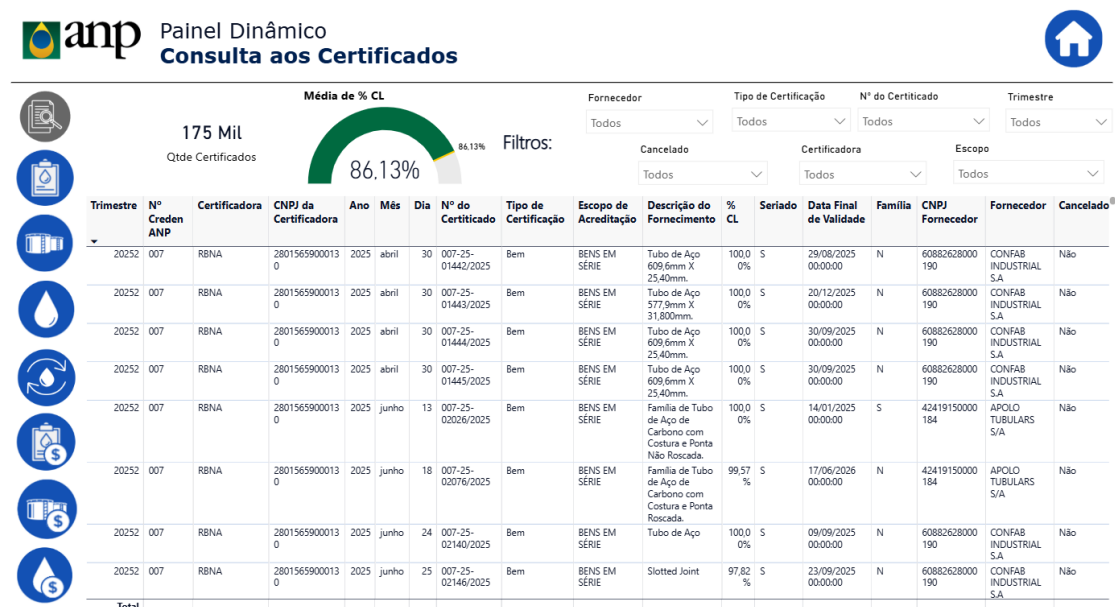 anp
Painel Dinâmico
Consulta aos Certificados
175 Mil
Qtde Certificados
Média de % CL
86,13%
86,13%
Filtros:
Fornecedor
Todos
Tipo de Certificação
Todos
Nº do Certiticado
Todos
Trimestre
Todos
Cancelado
Todos
Certificadora
Todos
Escopo
Todos
Trimestre Nº Creden ANP Certificadora CNPJ da Certificadora Ano Mês Dia Nº do Certiticado Tipo de Certificação Escopo de Acreditação Descrição do Fornecimento % CL Seriado Data Final de Validade Família CNPJ Fornecedor Fornecedor Cancelado
20252 007 RBNA 28015659000130 2025 abril 30 007-25-01442/2025 Bem BENS EM SÉRIE Tubo de Aço 609,6mm X 25,40mm. 100,00% S 29/08/2025 00:00:00 N 60882628000190 CONFAB INDUSTRIAL S.A Não
20252 007 RBNA 28015659000130 2025 abril 30 007-25-01443/2025 Bem BENS EM SÉRIE Tubo de Aço 577,9mm X 31,800mm. 100,00% S 20/12/2025 00:00:00 N 60882628000190 CONFAB INDUSTRIAL S.A Não
20252 007 RBNA 28015659000130 2025 abril 30 007-25-01444/2025 Bem BENS EM SÉRIE Tubo de Aço 609,6mm X 25,40mm. 100,00% S 30/09/2025 00:00:00 N 60882628000190 CONFAB INDUSTRIAL S.A Não
20252 007 RBNA 28015659000130 2025 abril 30 007-25-01445/2025 Bem BENS EM SÉRIE Tubo de Aço 609,6mm X 25,40mm. 100,00% S 30/09/2025 00:00:00 N 60882628000190 CONFAB INDUSTRIAL S.A Não
20252 007 RBNA 28015659000130 2025 junho 13 007-25-02026/2025 Bem BENS EM SÉRIE Família de Tubo de Aço de Carbono com Costura e Ponta Não Roscada. 100,00% S 14/01/2025 00:00:00 S 42419150000184 APOLO TUBULARS S/A Não
20252 007 RBNA 28015659000130 2025 junho 18 007-25-02076/2025 Bem BENS EM SÉRIE Família de Tubo de Aço de Carbono com Costura e Ponta Roscada. 99,57% S 17/06/2026 00:00:00 N 42419150000184 APOLO TUBULARS S/A Não
20252 007 RBNA 28015659000130 2025 junho 24 007-25-02140/2025 Bem BENS EM SÉRIE Tubo de Aço 100,00% S 09/09/2025 00:00:00 N 60882628000190 CONFAB INDUSTRIAL S.A Não
20252 007 RBNA 28015659000130 2025 junho 25 007-25-02146/2025 Bem BENS EM SÉRIE Slotted Joint 97,82% S 23/09/2025 00:00:00 N 60882628000190 CONFAB INDUSTRIAL S.A Não
Total